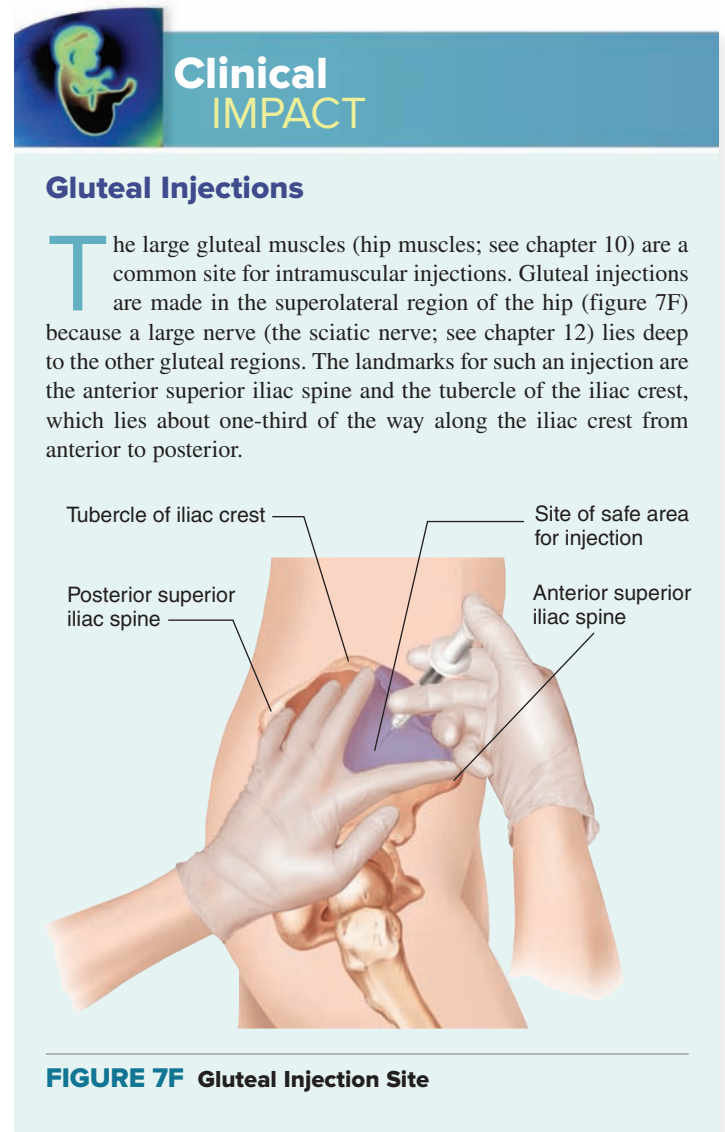 Clinical
IMPACT
Gluteal Injections
The large gluteal muscles (hip muscles; see chapter 10) are a
common site for intramuscular injections. Gluteal injections
are made in the superolateral region of the hip (figure 7F)
because a large nerve (the sciatic nerve; see chapter 12) lies deep
to the other gluteal regions. The landmarks for such an injection are
the anterior superior iliac spine and the tubercle of the iliac crest,
which lies about one-third of the way along the iliac crest from
anterior to posterior.
Tubercle of iliac crest
Site of safe area
for injection
Posterior superior
iliac spine
Anterior superior
iliac spine
FIGURE 7F Gluteal Injection Site